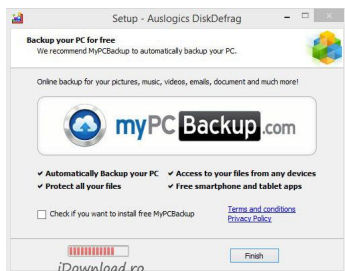 Setup - Auslogics DiskDefrag
Backup your PC for free
We recommend MyPCBackup to automatically backup your PC.
Online backup for your pictures, music, videos, emails, document and much more!
myPC Backup.com
✔ Automatically Backup your PC ✔ Access to your files from any devices
✔ Protect all your files ✔ Free smartphone and tablet apps
Check if you want to install free MyPCBackup
Terms and conditions
Privacy Policy
Finish
iDownload.ro